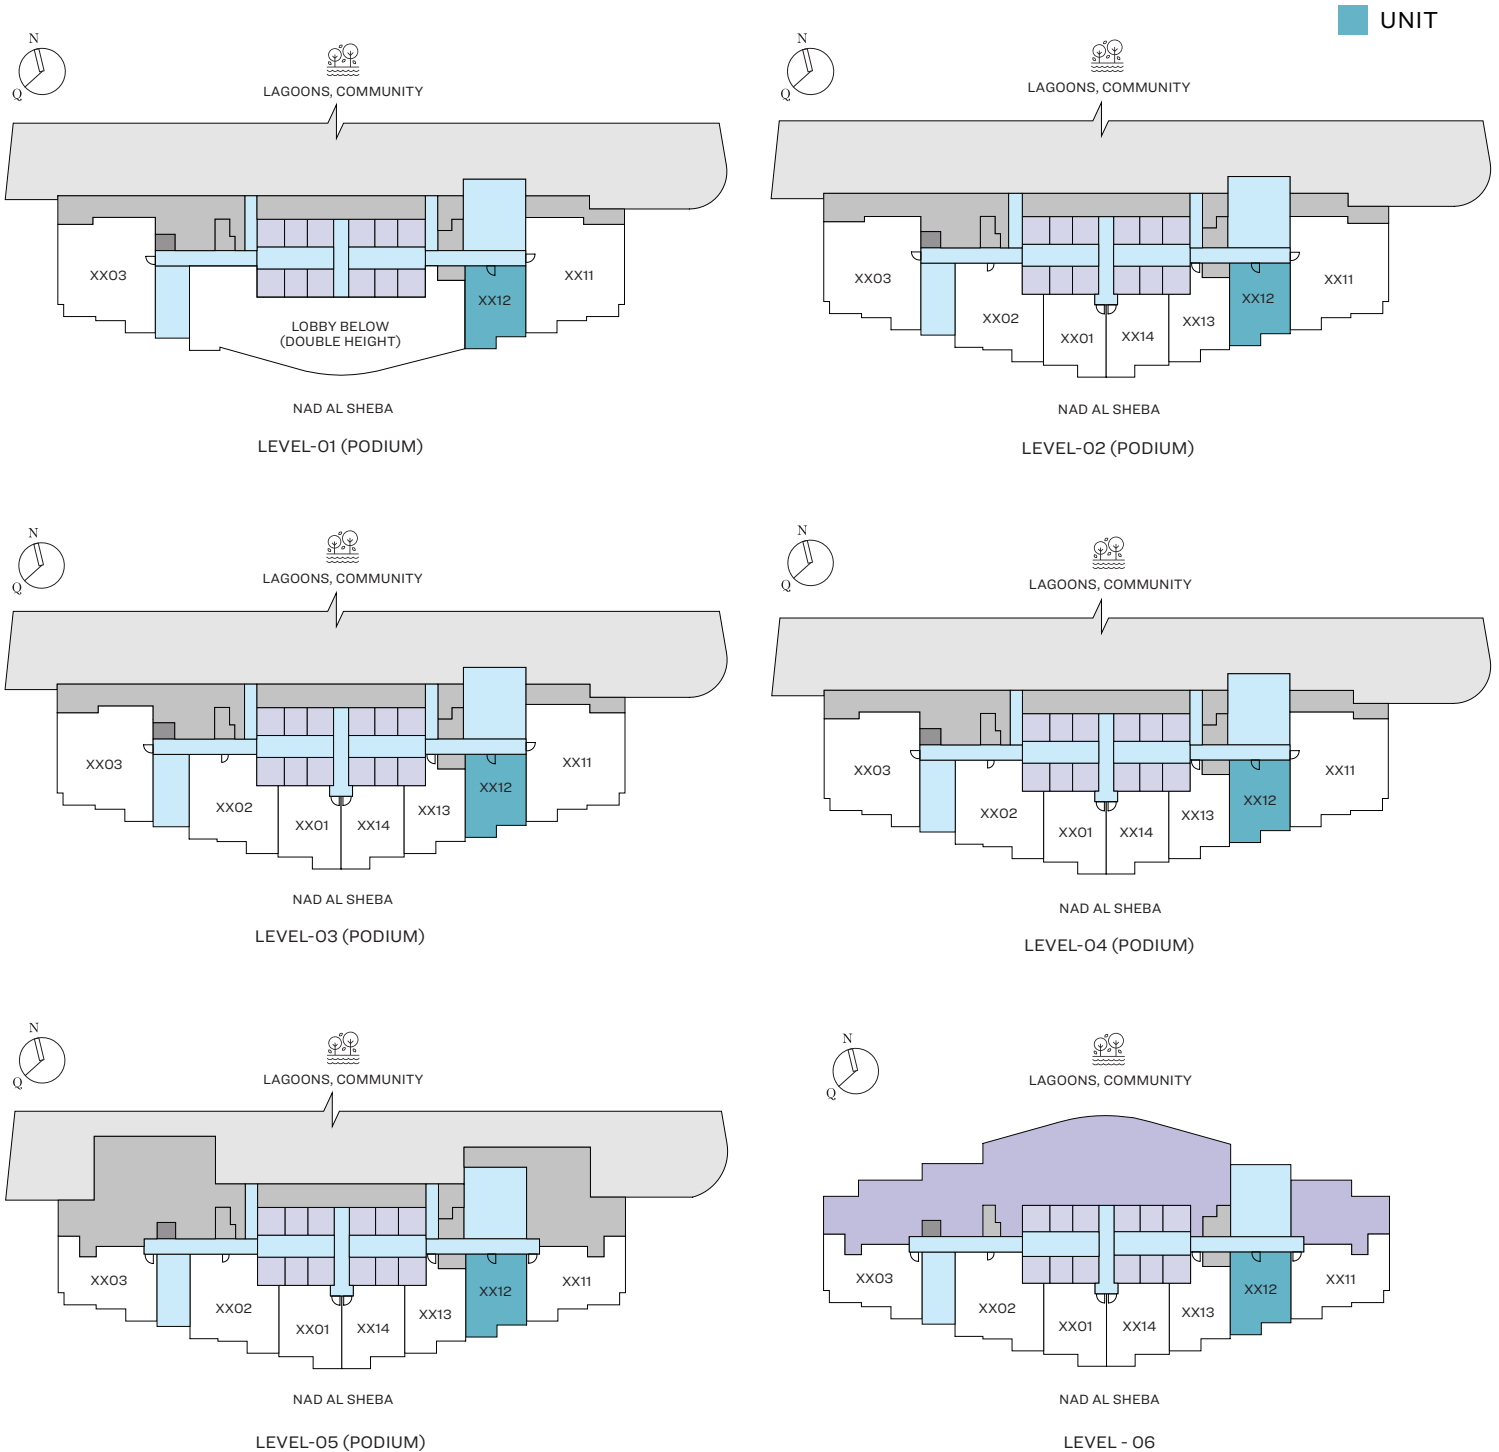 UNIT
N
Q
LAGOONS, COMMUNITY
XX03
XX11
XX12
LOBBY BELOW
(DOUBLE HEIGHT)
NAD AL SHEBA
LEVEL-01 (PODIUM)
N
Q
LAGOONS, COMMUNITY
XX03
XX11
XX12
XX02
XX13
XX01
XX14
NAD AL SHEBA
LEVEL-02 (PODIUM)
N
Q
LAGOONS, COMMUNITY
XX03
XX11
XX12
XX02
XX13
XX01
XX14
NAD AL SHEBA
LEVEL-03 (PODIUM)
N
Q
LAGOONS, COMMUNITY
XX03
XX11
XX12
XX02
XX13
XX01
XX14
NAD AL SHEBA
LEVEL-04 (PODIUM)
N
Q
LAGOONS, COMMUNITY
XX03
XX11
XX12
XX02
XX13
XX01
XX14
NAD AL SHEBA
LEVEL-05 (PODIUM)
N
Q
LAGOONS, COMMUNITY
XX03
XX11
XX12
XX02
XX13
XX01
XX14
NAD AL SHEBA
LEVEL - 06